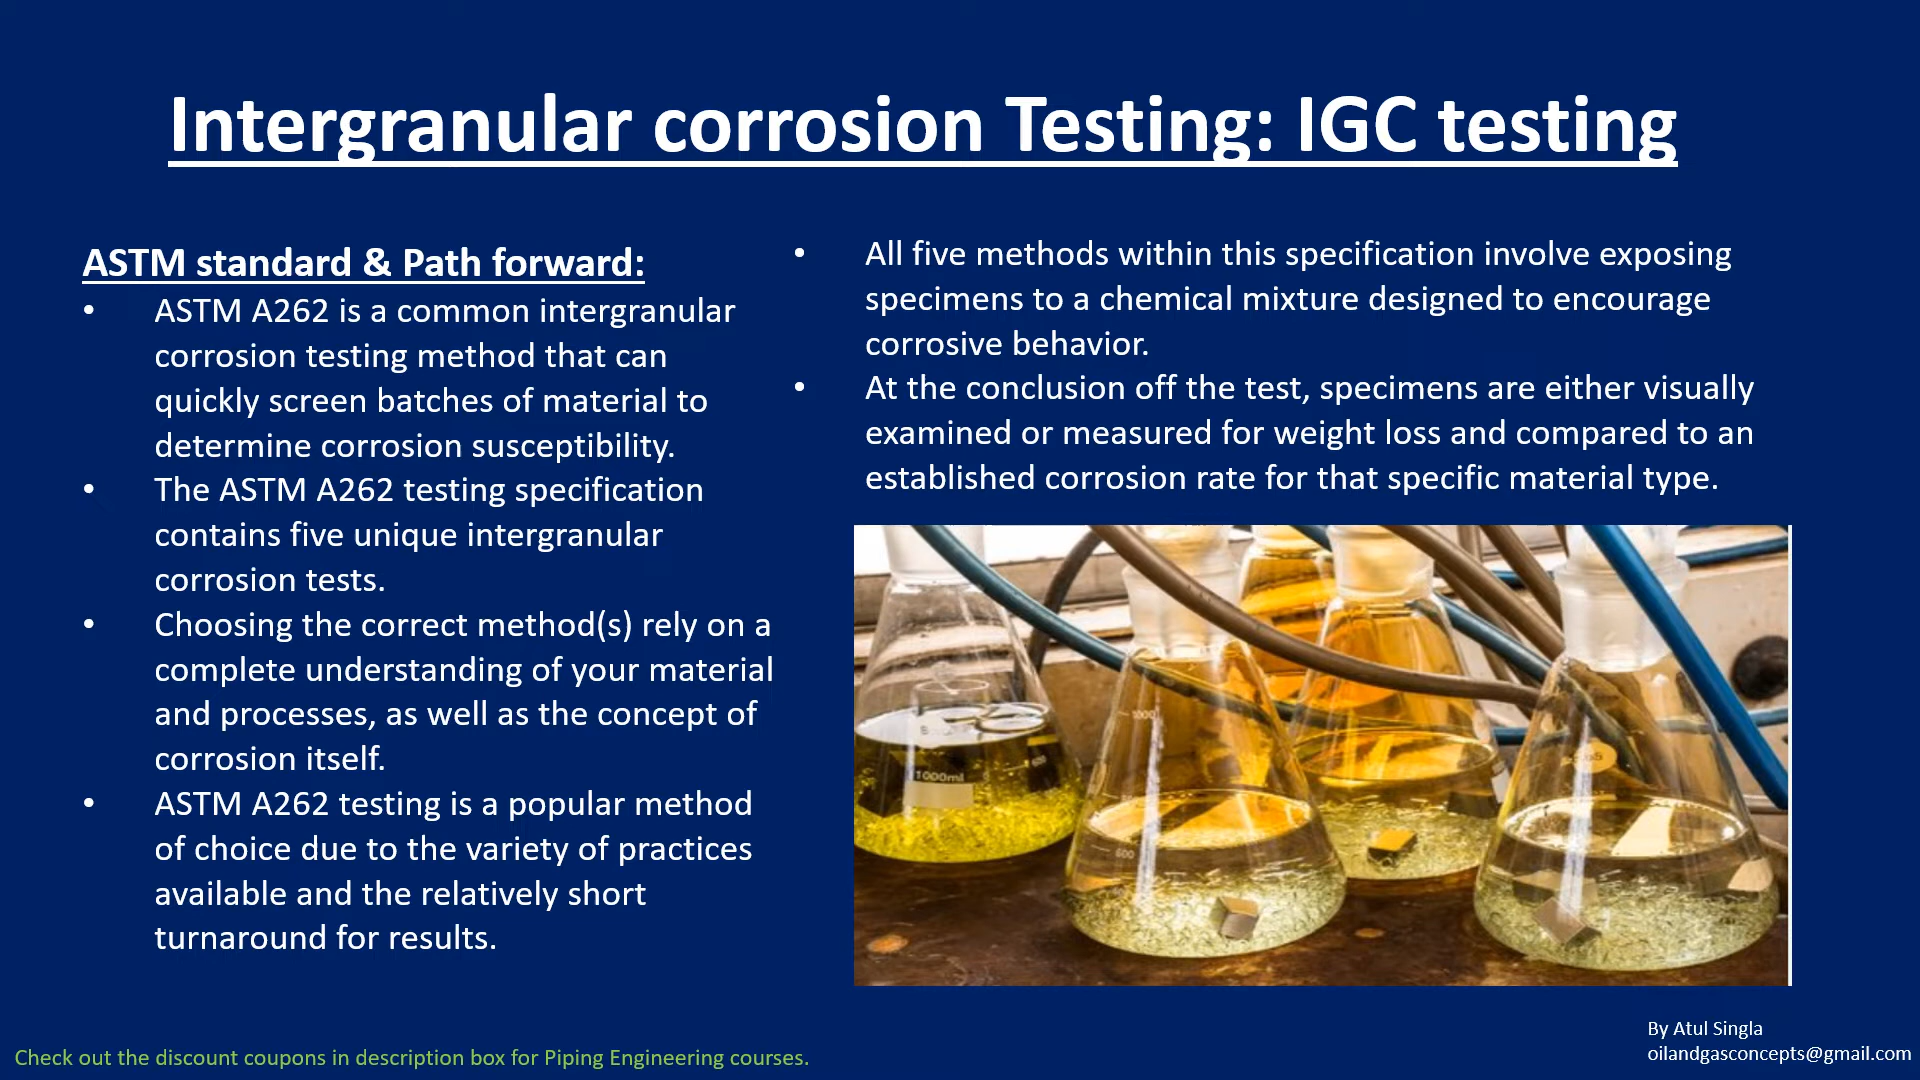 Intergranular corrosion Testing: IGC testing
ASTM standard & Path forward:
• ASTM A262 is a common intergranular
corrosion testing method that can
quickly screen batches of material to
determine corrosion susceptibility.
• The ASTM A262 testing specification
contains five unique intergranular
corrosion tests.
• Choosing the correct method(s) rely on a
complete understanding of your material
and processes, as well as the concept of
corrosion itself.
• ASTM A262 testing is a popular method
of choice due to the variety of practices
available and the relatively short
turnaround for results.
• All five methods within this specification involve exposing
specimens to a chemical mixture designed to encourage
corrosive behavior.
• At the conclusion off the test, specimens are either visually
examined or measured for weight loss and compared to an
established corrosion rate for that specific material type.
1000ml
1000
600
By Atul Singla
oilandgasconcepts@gmail.com
Check out the discount coupons in description box for Piping Engineering courses.